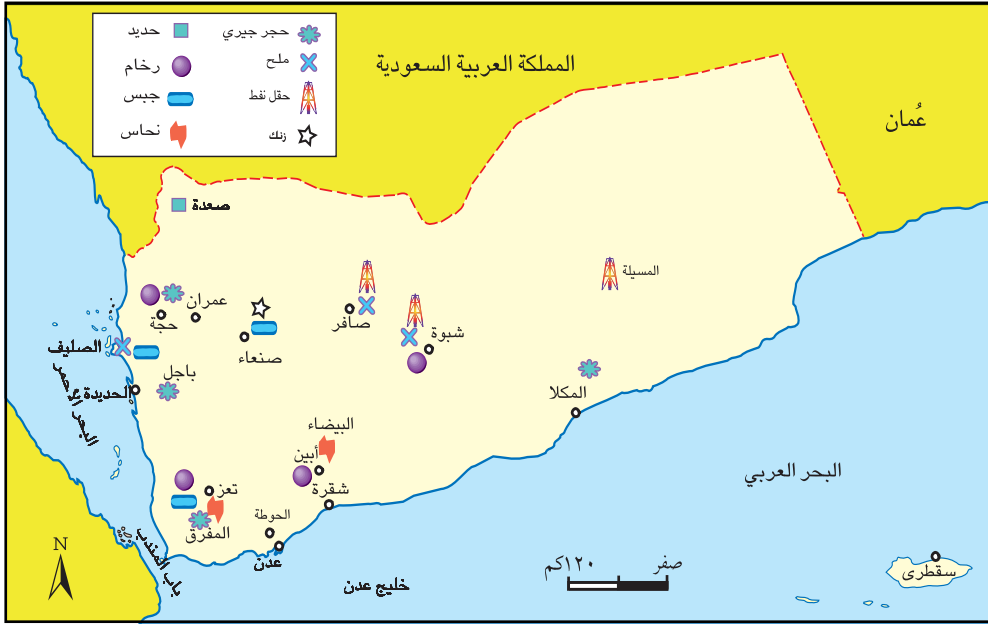 حجر جيري
حديد
ملح
رخام
حقل نفط
جبس
زنك
نحاس
المملكة العربية السعودية
عُمان
صعدة
المسيلة
عمران
حجة
صافر
شبوة
صنعاء
الصليف
باجل
الحديدة
المكلا
البحر الأحمر
البيضاء
أبين
شقرة
تعز
المفرق
الحوطة
عدن
البحر العربي
باب المندب
خليج عدن
N
صفر
١٢٠كم
سقطرى